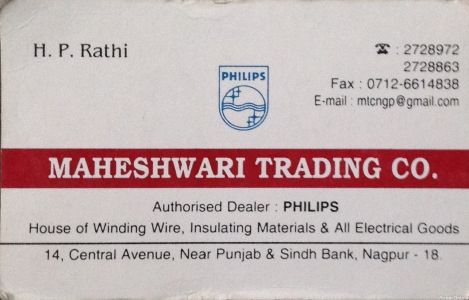 H. P. Rathi
☎ : 2728972
2728863
Fax : 0712-6614838
E-mail : mtcngp@gmail.com
PHILIPS
MAHESHWARI TRADING CO.
Authorised Dealer : PHILIPS
House of Winding Wire, Insulating Materials & All Electrical Goods
14, Central Avenue, Near Punjab & Sindh Bank, Nagpur - 18.